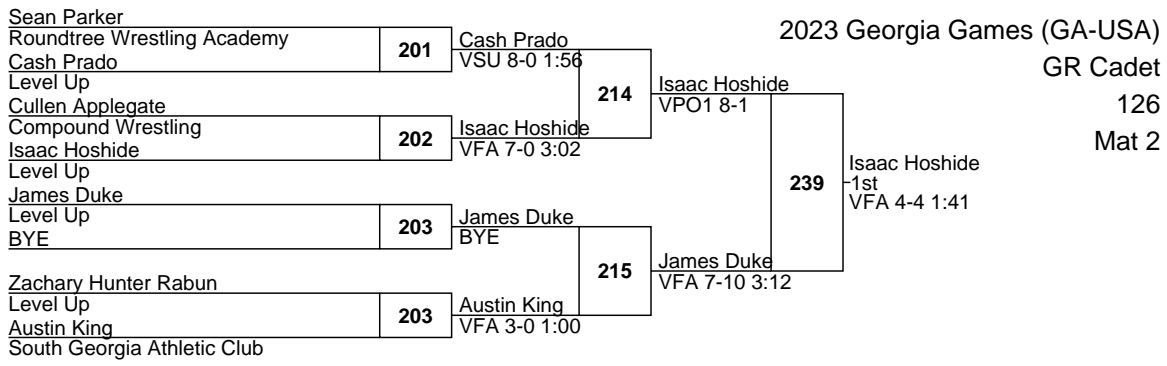 Sean Parker
Roundtree Wrestling Academy
Cash Prado
Level Up
Cullen Applegate
Compound Wrestling
Isaac Hoshide
Level Up
James Duke
Level Up
BYE
Zachary Hunter Rabun
Level Up
Austin King
South Georgia Athletic Club
201
202
203
203
Cash Prado
VSU 8-0 1:56
Isaac Hoshide
VFA 7-0 3:02
James Duke
BYE
Austin King
VFA 3-0 1:00
214
215
Isaac Hoshide
VPO1 8-1
James Duke
VFA 7-10 3:12
239
Isaac Hoshide
1st
VFA 4-4 1:41
2023 Georgia Games (GA-USA)
GR Cadet
126
Mat 2